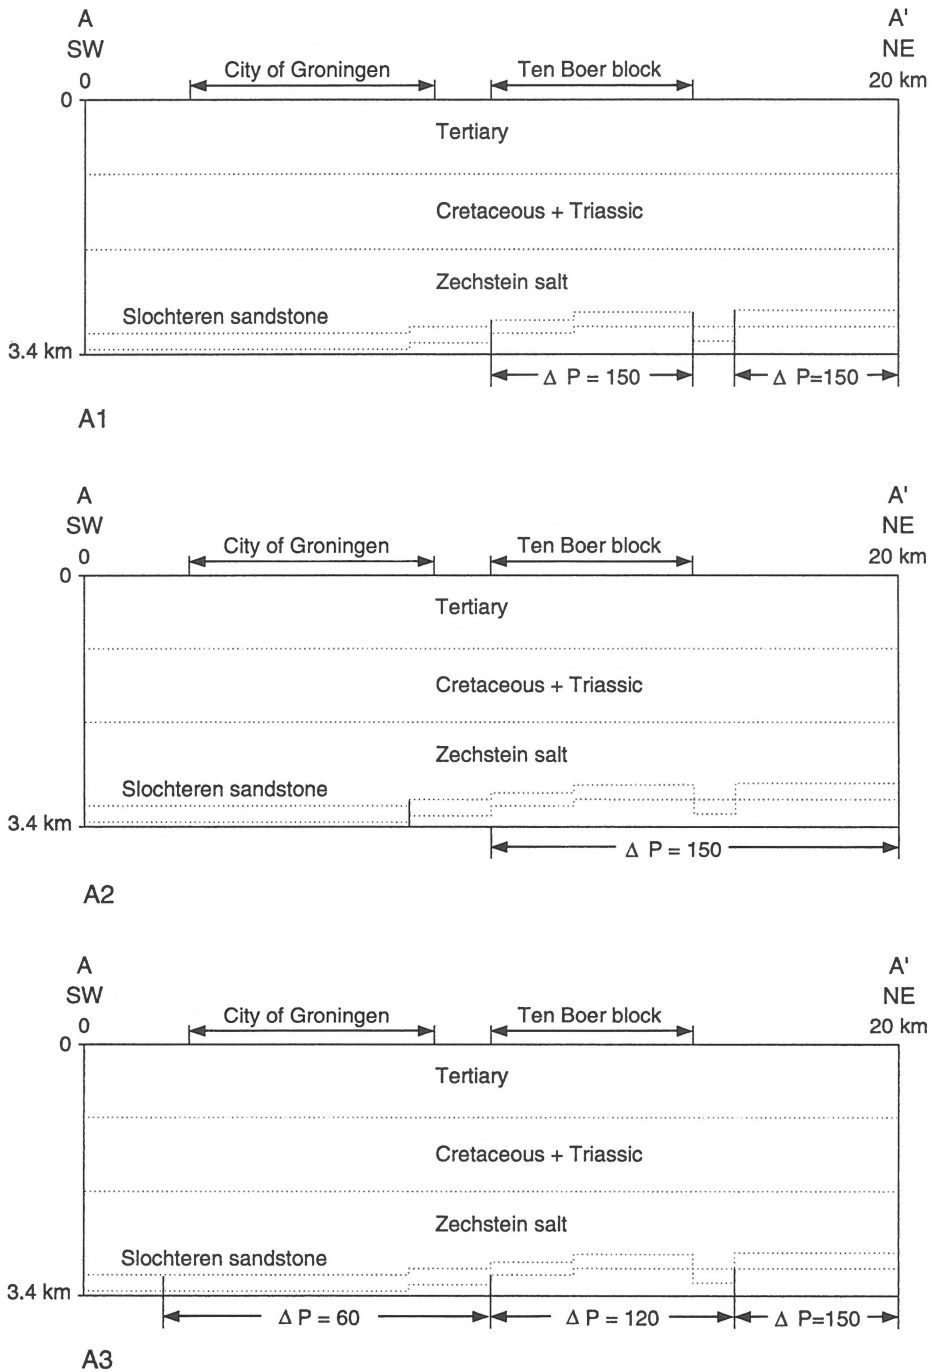 A A'
SW NE
0 City of Groningen Ten Boer block 20 km
0
Tertiary
Cretaceous + Triassic
Zechstein salt
Slochteren sandstone
3.4 km
Δ P = 150 Δ P=150
A1
A A'
SW NE
0 City of Groningen Ten Boer block 20 km
0
Tertiary
Cretaceous + Triassic
Zechstein salt
Slochteren sandstone
3.4 km
Δ P = 150
A2
A A'
SW NE
0 City of Groningen Ten Boer block 20 km
0
Tertiary
Cretaceous + Triassic
Zechstein salt
Slochteren sandstone
3.4 km
Δ P = 60 Δ P = 120 Δ P=150
A3